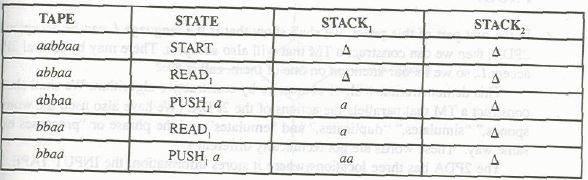 TAPE STATE STACK₁ STACK₂
aabbaa START Δ Δ
abbaa READ₁ Δ Δ
abbaa PUSH₁ a a Δ
bbaa READ₁ a Δ
bbaa PUSH₁ a aa Δ